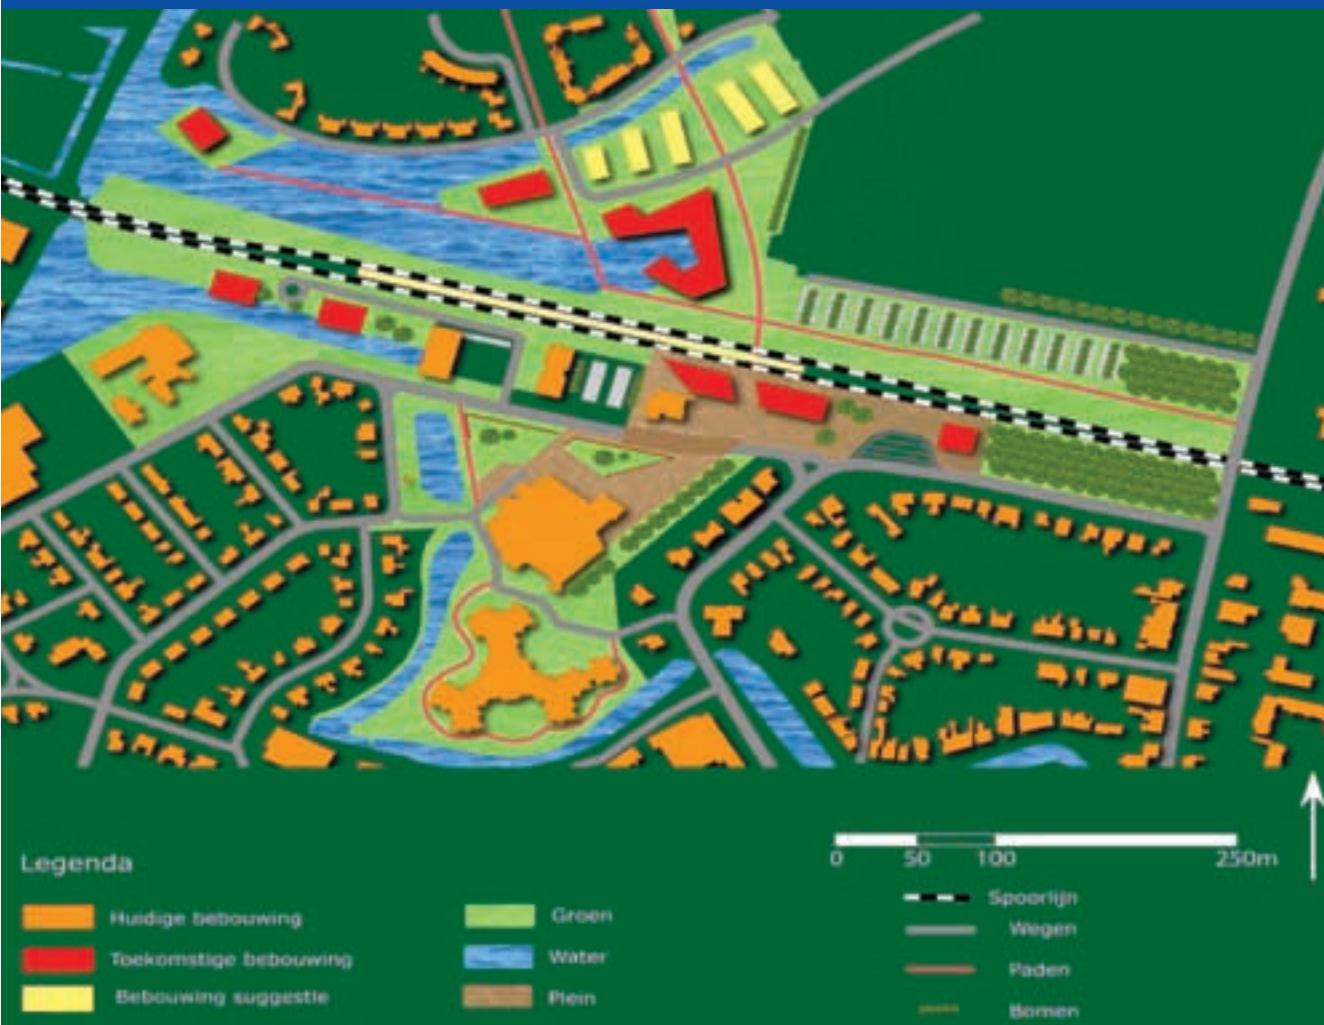 Legenda
Huidige bebouwing
Toekomstige bebouwing
Bebouwing suggestie
Groen
Water
Plein
0 50 100 250m
Spoorlijn
Wegen
Paden
Bomen